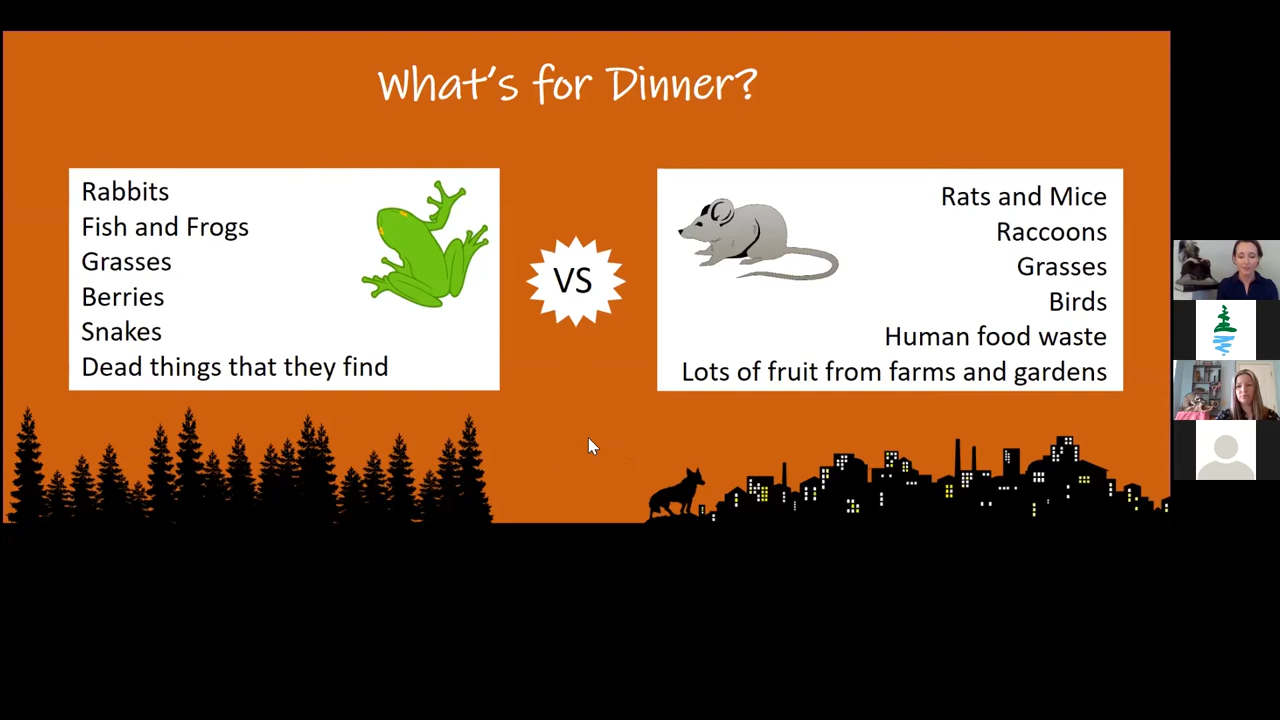 What's for Dinner?
Rabbits
Fish and Frogs
Grasses
Berries
Snakes
Dead things that they find
VS
Rats and Mice
Raccoons
Grasses
Birds
Human food waste
Lots of fruit from farms and gardens